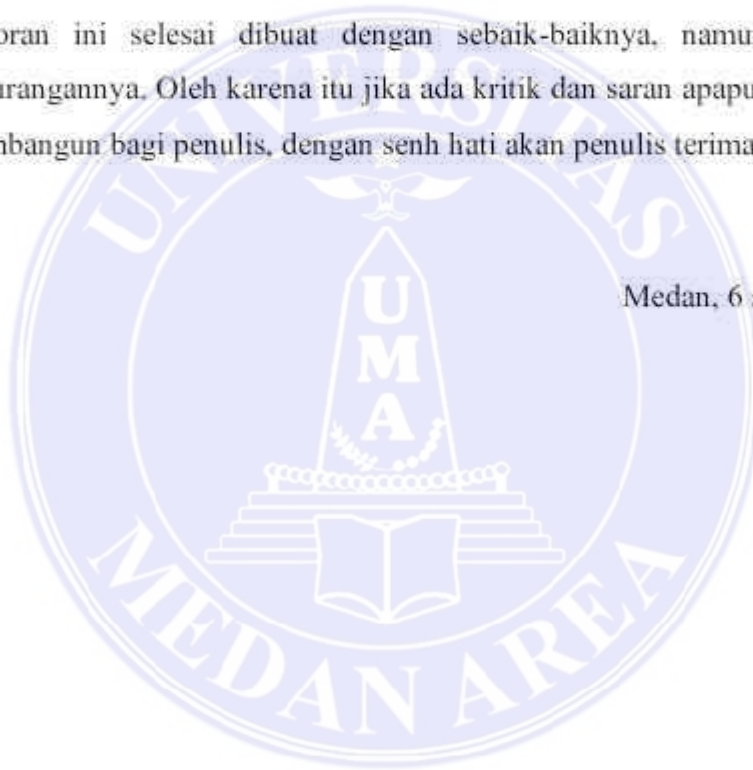 oran ini selesai dibuat dengan sebaik-baiknya, namu
urangannya. Oleh karena itu jika ada kritik dan saran apapu
nbangun bagi penulis, dengan senh hati akan penulis terima
Medan, 6
UNIVERSITAS
UMA
MEDAN AREA